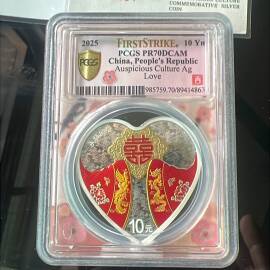 COMMEMORATIVE SILVER
COIN
2025 FIRSTSTRIKE 10 Yn
PCGS PR70DCAM
China, People's Republic
Auspicious Culture Ag
Love
985759.70/89414863
PCGS
囍
10元